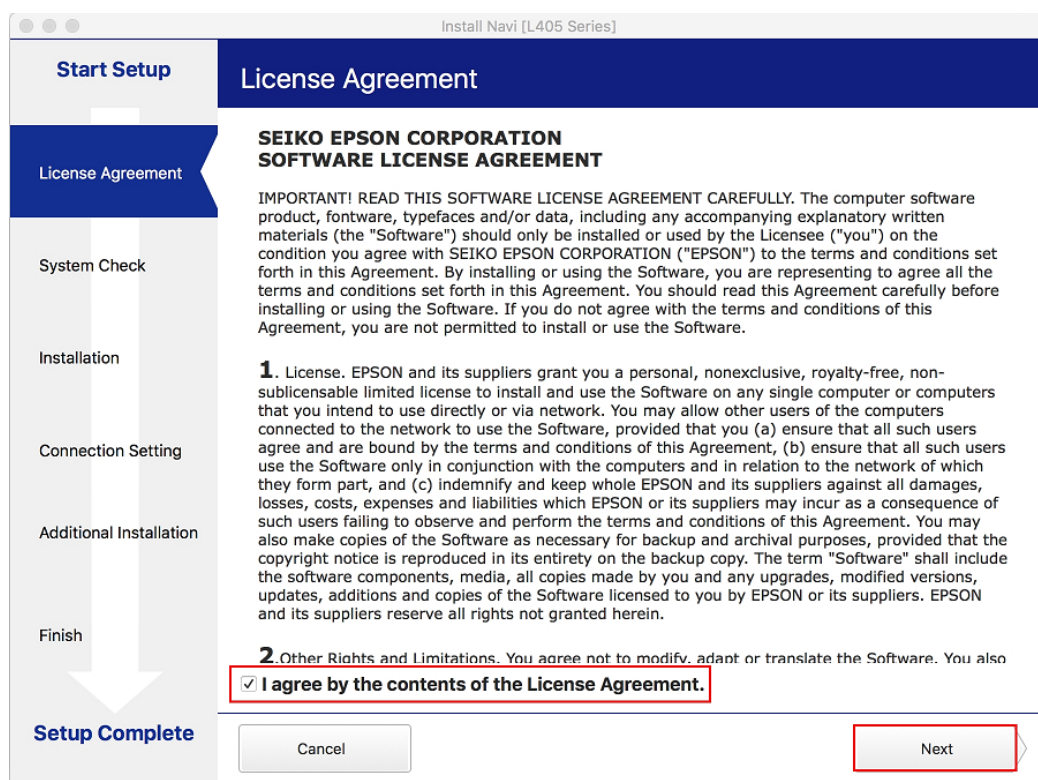 Install Navi [L405 Series]
Start Setup
License Agreement
System Check
Installation
Connection Setting
Additional Installation
Finish
Setup Complete
License Agreement
SEIKO EPSON CORPORATION
SOFTWARE LICENSE AGREEMENT
IMPORTANT! READ THIS SOFTWARE LICENSE AGREEMENT CAREFULLY. The computer software
product, fontware, typefaces and/or data, including any accompanying explanatory written
materials (the "Software") should only be installed or used by the Licensee ("you") on the
condition you agree with SEIKO EPSON CORPORATION ("EPSON") to the terms and conditions set
forth in this Agreement. By installing or using the Software, you are representing to agree all the
terms and conditions set forth in this Agreement. You should read this Agreement carefully before
installing or using the Software. If you do not agree with the terms and conditions of this
Agreement, you are not permitted to install or use the Software.
1. License. EPSON and its suppliers grant you a personal, nonexclusive, royalty-free, non-
sublicensable limited license to install and use the Software on any single computer or computers
that you intend to use directly or via network. You may allow other users of the computers
connected to the network to use the Software, provided that you (a) ensure that all such users
agree and are bound by the terms and conditions of this Agreement, (b) ensure that all such users
use the Software only in conjunction with the computers and in relation to the network of which
they form part, and (c) indemnify and keep whole EPSON and its suppliers against all damages,
losses, costs, expenses and liabilities which EPSON or its suppliers may incur as a consequence of
such users failing to observe and perform the terms and conditions of this Agreement. You may
also make copies of the Software as necessary for backup and archival purposes, provided that the
copyright notice is reproduced in its entirety on the backup copy. The term "Software" shall include
the software components, media, all copies made by you and any upgrades, modified versions,
updates, additions and copies of the Software licensed to you by EPSON or its suppliers. EPSON
and its suppliers reserve all rights not granted herein.
2.Other Rights and Limitations. You agree not to modify, adapt or translate the Software. You also
I agree by the contents of the License Agreement.
Cancel
Next